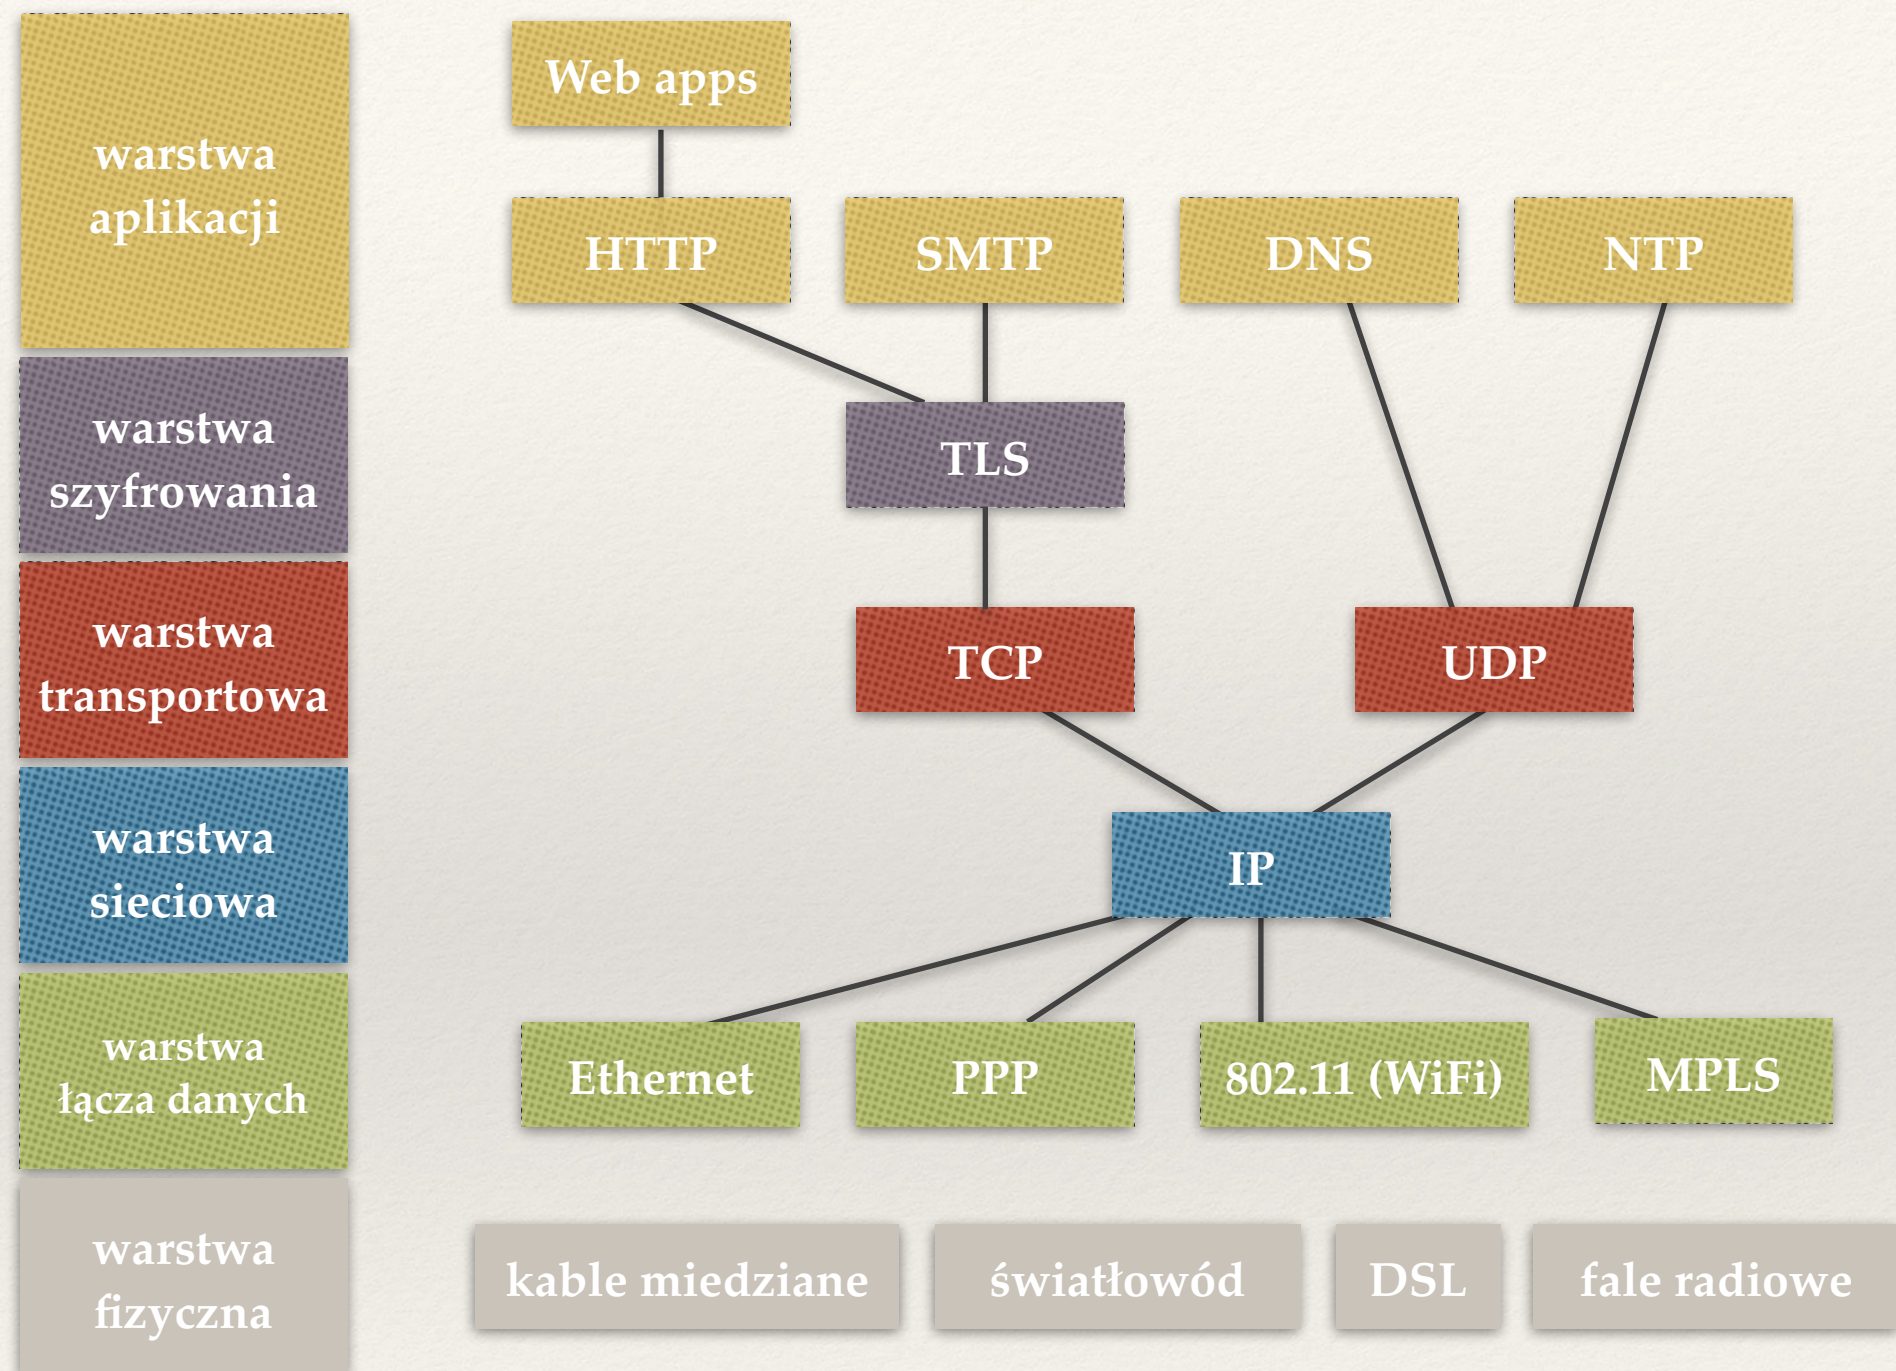 warstwa
aplikacji
Web apps
HTTP
SMTP
DNS
NTP
warstwa
szyfrowania
TLS
warstwa
transportowa
TCP
UDP
warstwa
sieciowa
IP
warstwa
łącza danych
Ethernet
PPP
802.11 (WiFi)
MPLS
warstwa
fizyczna
kable miedziane
światłowód
DSL
fale radiowe